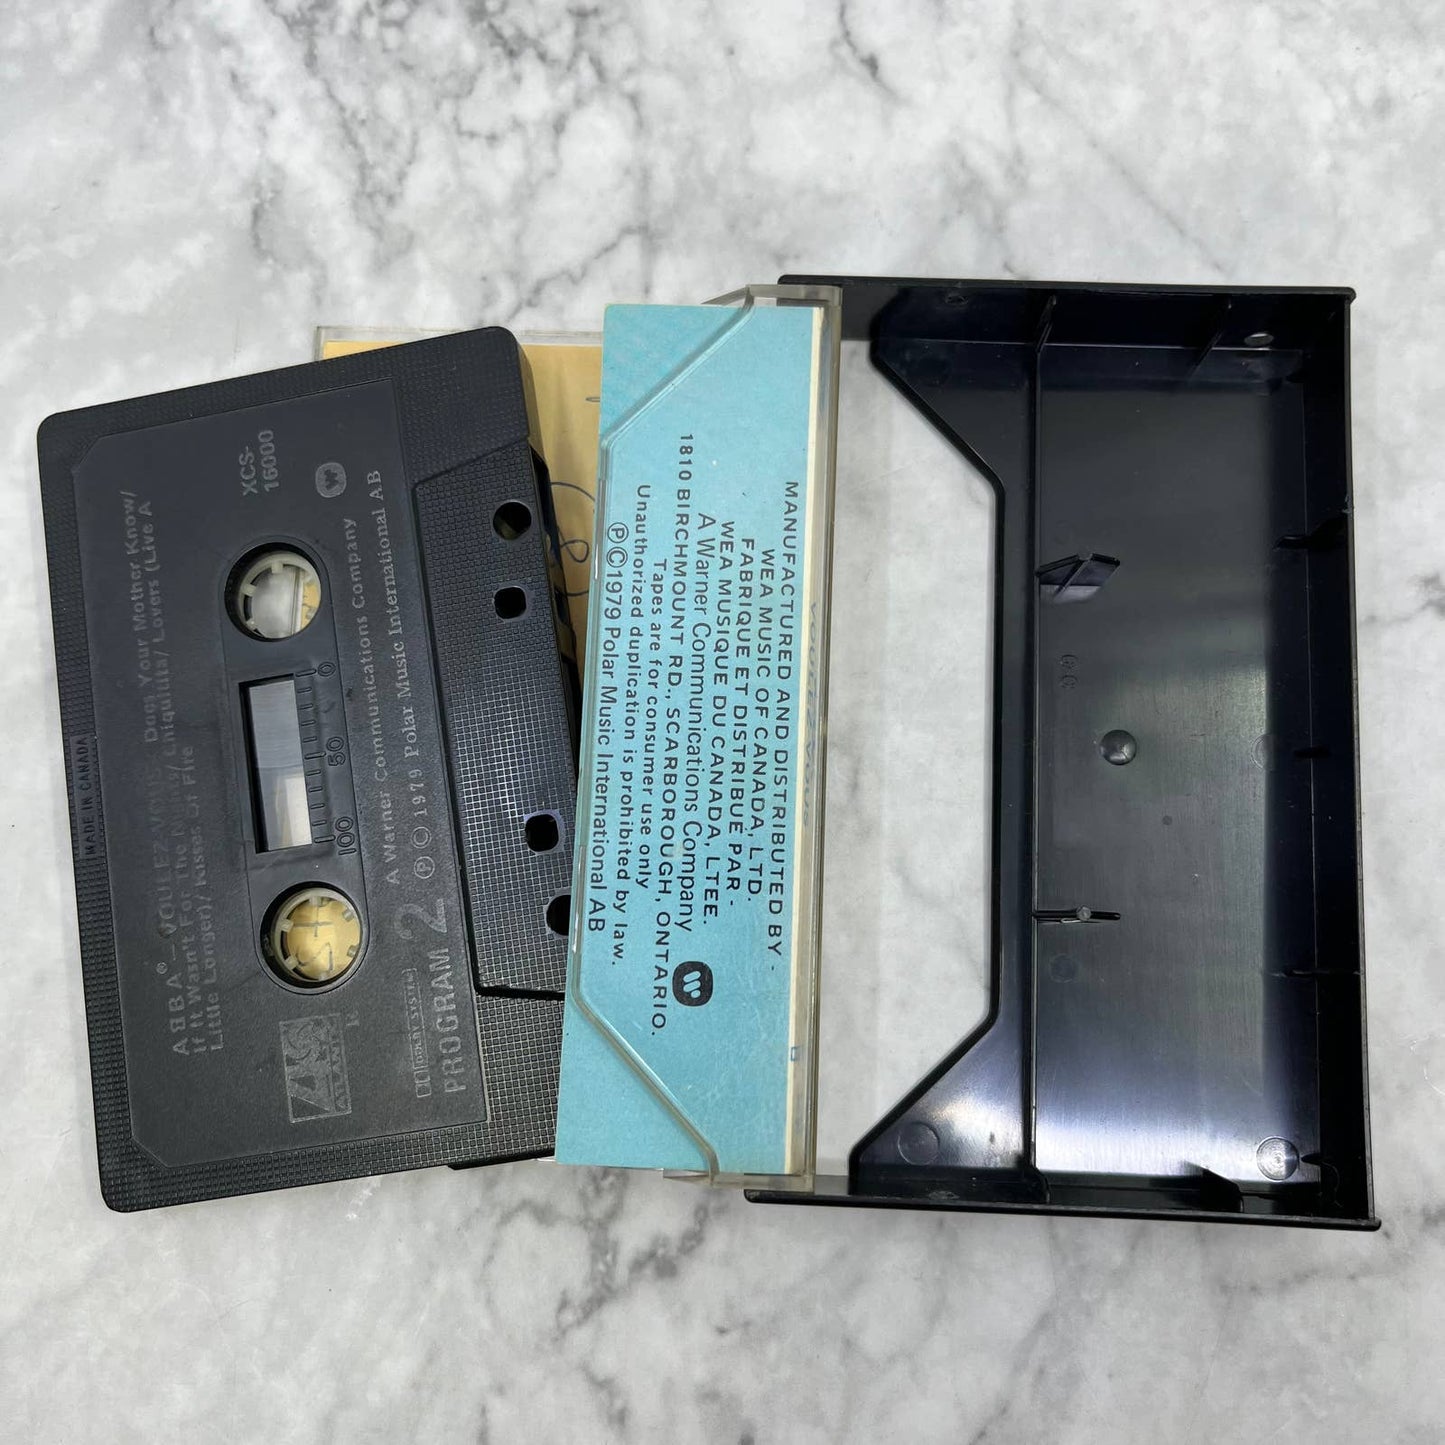 ABBA® — VOULEZ-VOUS Does Your Mother Know/
If It Wasn't For The Nights/ Chiquitita/ Lovers (Live A
Little Longer)/ Kisses Of Fire
XCS-
16000
MADE IN CANADA
0
50
100
ATLANTIC
A Warner Communications Company
℗ © 1979 Polar Music International AB
DOLBY SYSTEM
PROGRAM 2
MANUFACTURED AND DISTRIBUTED BY -
WEA MUSIC OF CANADA, LTD.
FABRIQUE ET DISTRIBUÉ PAR -
WEA MUSIQUE DU CANADA, LTEE.
A Warner Communications Company
1810 BIRCHMOUNT RD., SCARBOROUGH, ONTARIO.
Tapes are for consumer use only
Unauthorized duplication is prohibited by law.
℗©1979 Polar Music International AB